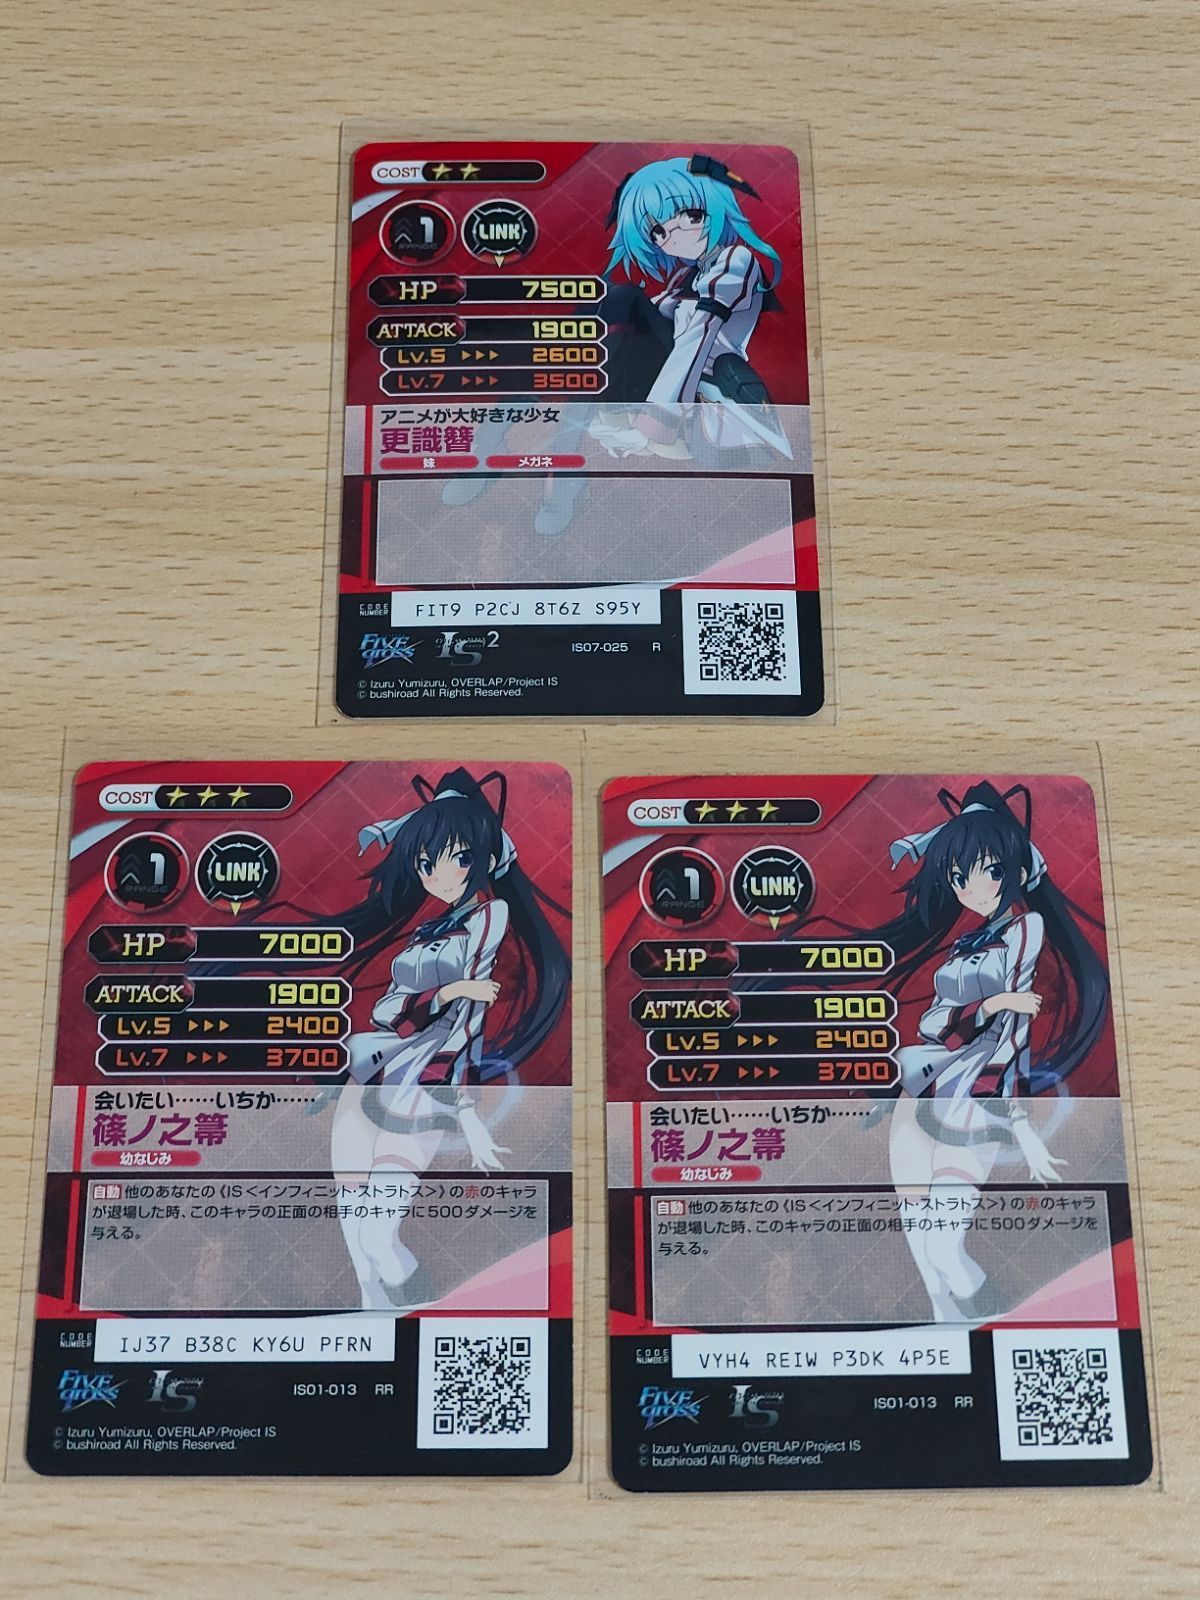 COST
1
RANGE
LINK
HP 7500
ATTACK 1900
Lv.5 2600
Lv.7 3500
アニメが大好きな少女
更識簪
妹 メガネ
CODE NUMBER FIT9 P2CJ 8T6Z S95Y
FIVE qross IS 2 IS07-025 R
© Izuru Yumizuru, OVERLAP/Project IS
© bushiroad All Rights Reserved.
COST
1
RANGE
LINK
HP 7000
ATTACK 1900
Lv.5 2400
Lv.7 3700
会いたい……いちか……
篠ノ之箒
幼なじみ
自動 他のあなたの《IS<インフィニット・ストラトス>》の赤のキャラ
が退場した時、このキャラの正面の相手のキャラに500ダメージを
与える。
CODE NUMBER IJ37 B38C KY6U PFRN
FIVE qross IS IS01-013 RR
© Izuru Yumizuru, OVERLAP/Project IS
© bushiroad All Rights Reserved.
COST
1
RANGE
LINK
HP 7000
ATTACK 1900
Lv.5 2400
Lv.7 3700
会いたい……いちか……
篠ノ之箒
幼なじみ
自動 他のあなたの《IS<インフィニット・ストラトス>》の赤のキャラ
が退場した時、このキャラの正面の相手のキャラに500ダメージを
与える。
CODE NUMBER VYH4 REIW P3DK 4P5E
FIVE qross IS IS01-013 RR
© Izuru Yumizuru, OVERLAP/Project IS
© bushiroad All Rights Reserved.